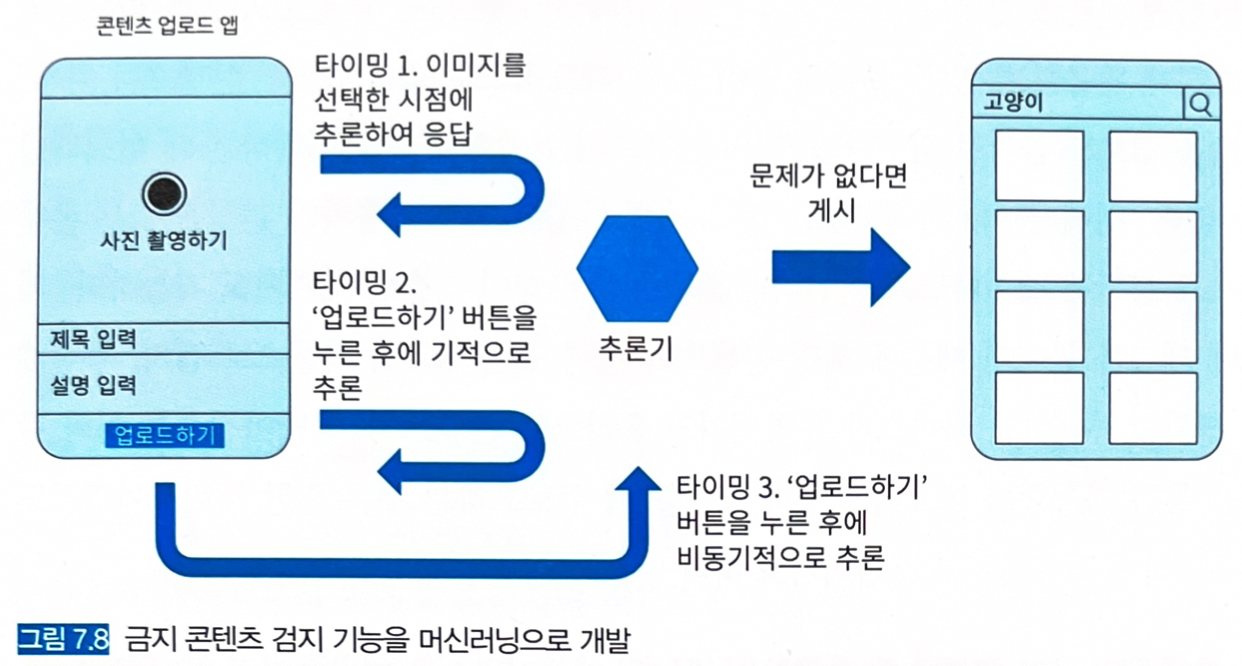 콘텐츠 업로드 앱
사진 촬영하기
제목 입력
설명 입력
업로드하기
타이밍 1. 이미지를
선택한 시점에
추론하여 응답
타이밍 2.
‘업로드하기’ 버튼을
누른 후에 기적으로
추론
추론기
타이밍 3. ‘업로드하기’
버튼을 누른 후에
비동기적으로 추론
문제가 없다면
게시
고양이
그림 7.8 금지 콘텐츠 검지 기능을 머신러닝으로 개발